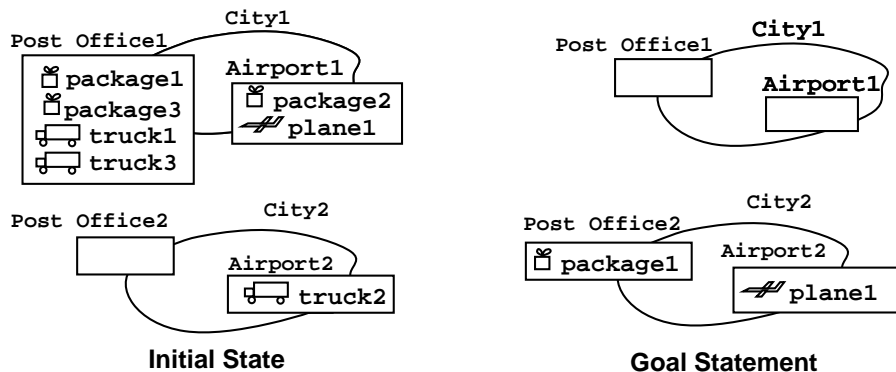 City1
Post Office1
package1
package3
truck1
truck3
Airport1
package2
plane1
City2
Post Office2
Airport2
truck2
Initial State
City1
Post Office1
Airport1
City2
Post Office2
package1
Airport2
plane1
Goal Statement